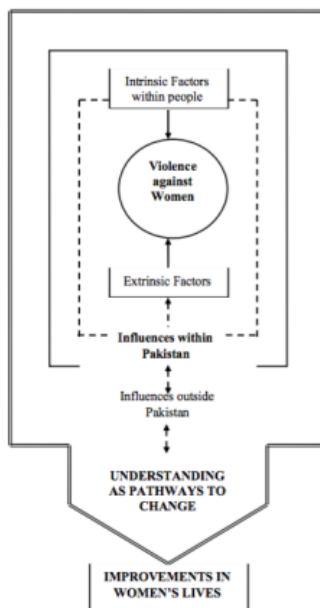 Intrinsic Factors
within people
Violence
against
Women
Extrinsic Factors
Influences within
Pakistan
Influences outside
Pakistan
UNDERSTANDING
AS PATHWAYS TO
CHANGE
IMPROVEMENTS IN
WOMEN'S LIVES